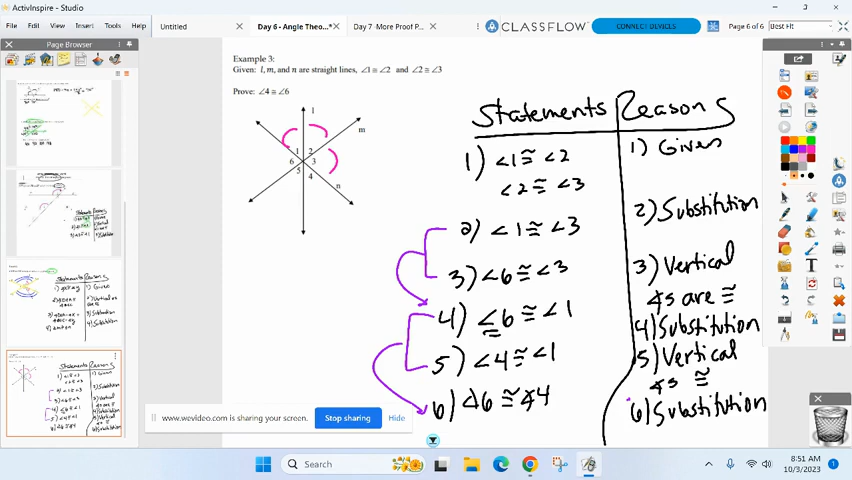 ActivInspire - Studio
File Edit View Insert Tools Help
Untitled
Day 6 - Angle Theo...*
Day 7 -More Proof P...
CLASSFLOW
CONNECT DEVICES
Page 6 of 6
Best Fit
Page Browser
Example 3:
Given: l, m, and n are straight lines, ∠1 ≅ ∠2 and ∠2 ≅ ∠3
Prove: ∠4 ≅ ∠6
l
m
1 2
6 3
5 4
n
Statements Reasons
1) ∠1 ≅ ∠2 1) Given
∠2 ≅ ∠3
2) ∠1 ≅ ∠3 2) Substitution
3) ∠6 ≅ ∠3 3) Vertical
∡s are ≅
4) ∠6 ≅ ∠1 4) Substitution
5) ∠4 ≅ ∠1 5) Vertical
∡s ≅
6) ∡6 ≅ ∡4 6) Substitution
www.wevideo.com is sharing your screen.
Stop sharing
Hide
Search
8:51 AM
10/3/2023